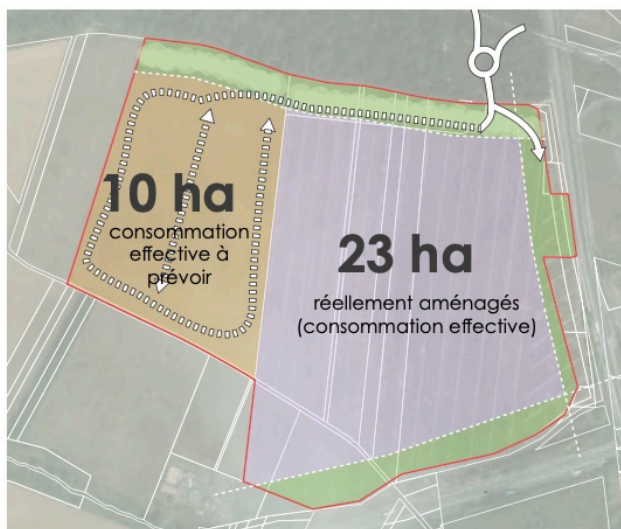 10 ha
consommation
effective à
prévoir
23 ha
réellement aménagés
(consommation effective)